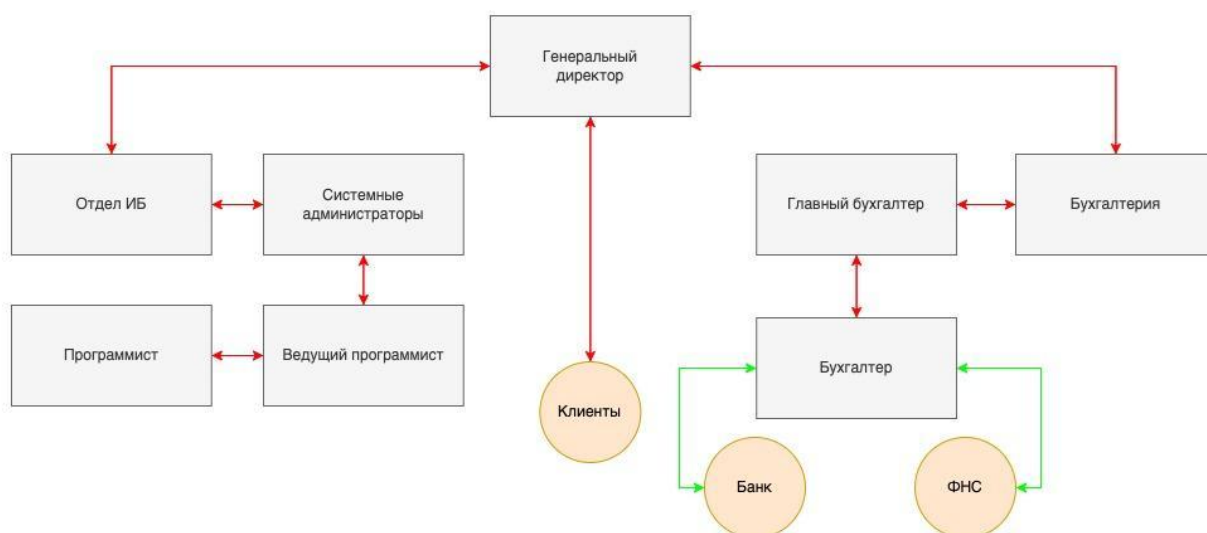 Генеральный
директор
Отдел ИБ
Системные
администраторы
Главный бухгалтер
Бухгалтерия
Программист
Ведущий программист
Бухгалтер
Клиенты
Банк
ФНС